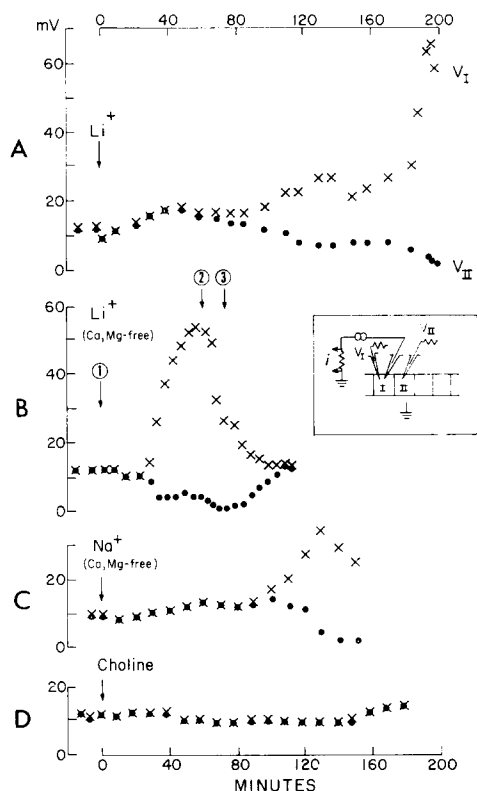 0 40 80 120 160 200
mV
60
40
20
0
A
Li+
VI
VII
Li+
(Ca, Mg-free)
① ② ③
60
40
20
0
B
VI VII
i
I II
Na+
(Ca, Mg-free)
40
20
0
C
Choline
20
0
D
0 40 80 120 160 200
MINUTES